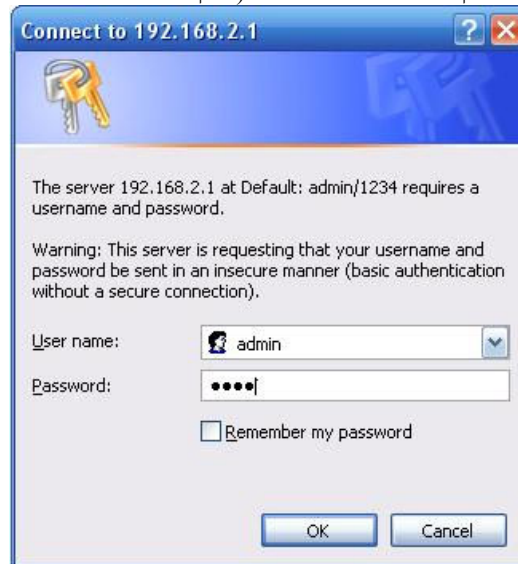 Connect to 192.168.2.1
The server 192.168.2.1 at Default: admin/1234 requires a
username and password.
Warning: This server is requesting that your username and
password be sent in an insecure manner (basic authentication
without a secure connection).
User name:
admin
Password:
••••
Remember my password
OK
Cancel